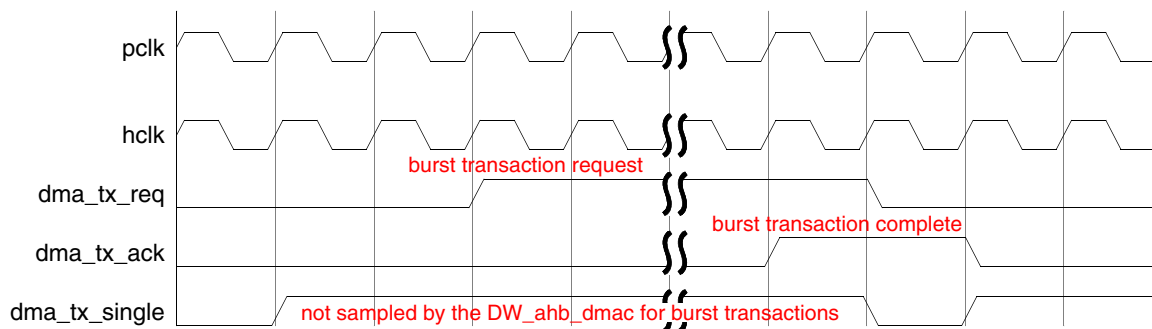 pclk
hclk
burst transaction request
dma_tx_req
burst transaction complete
dma_tx_ack
dma_tx_single
not sampled by the DW_ahb_dmac for burst transactions